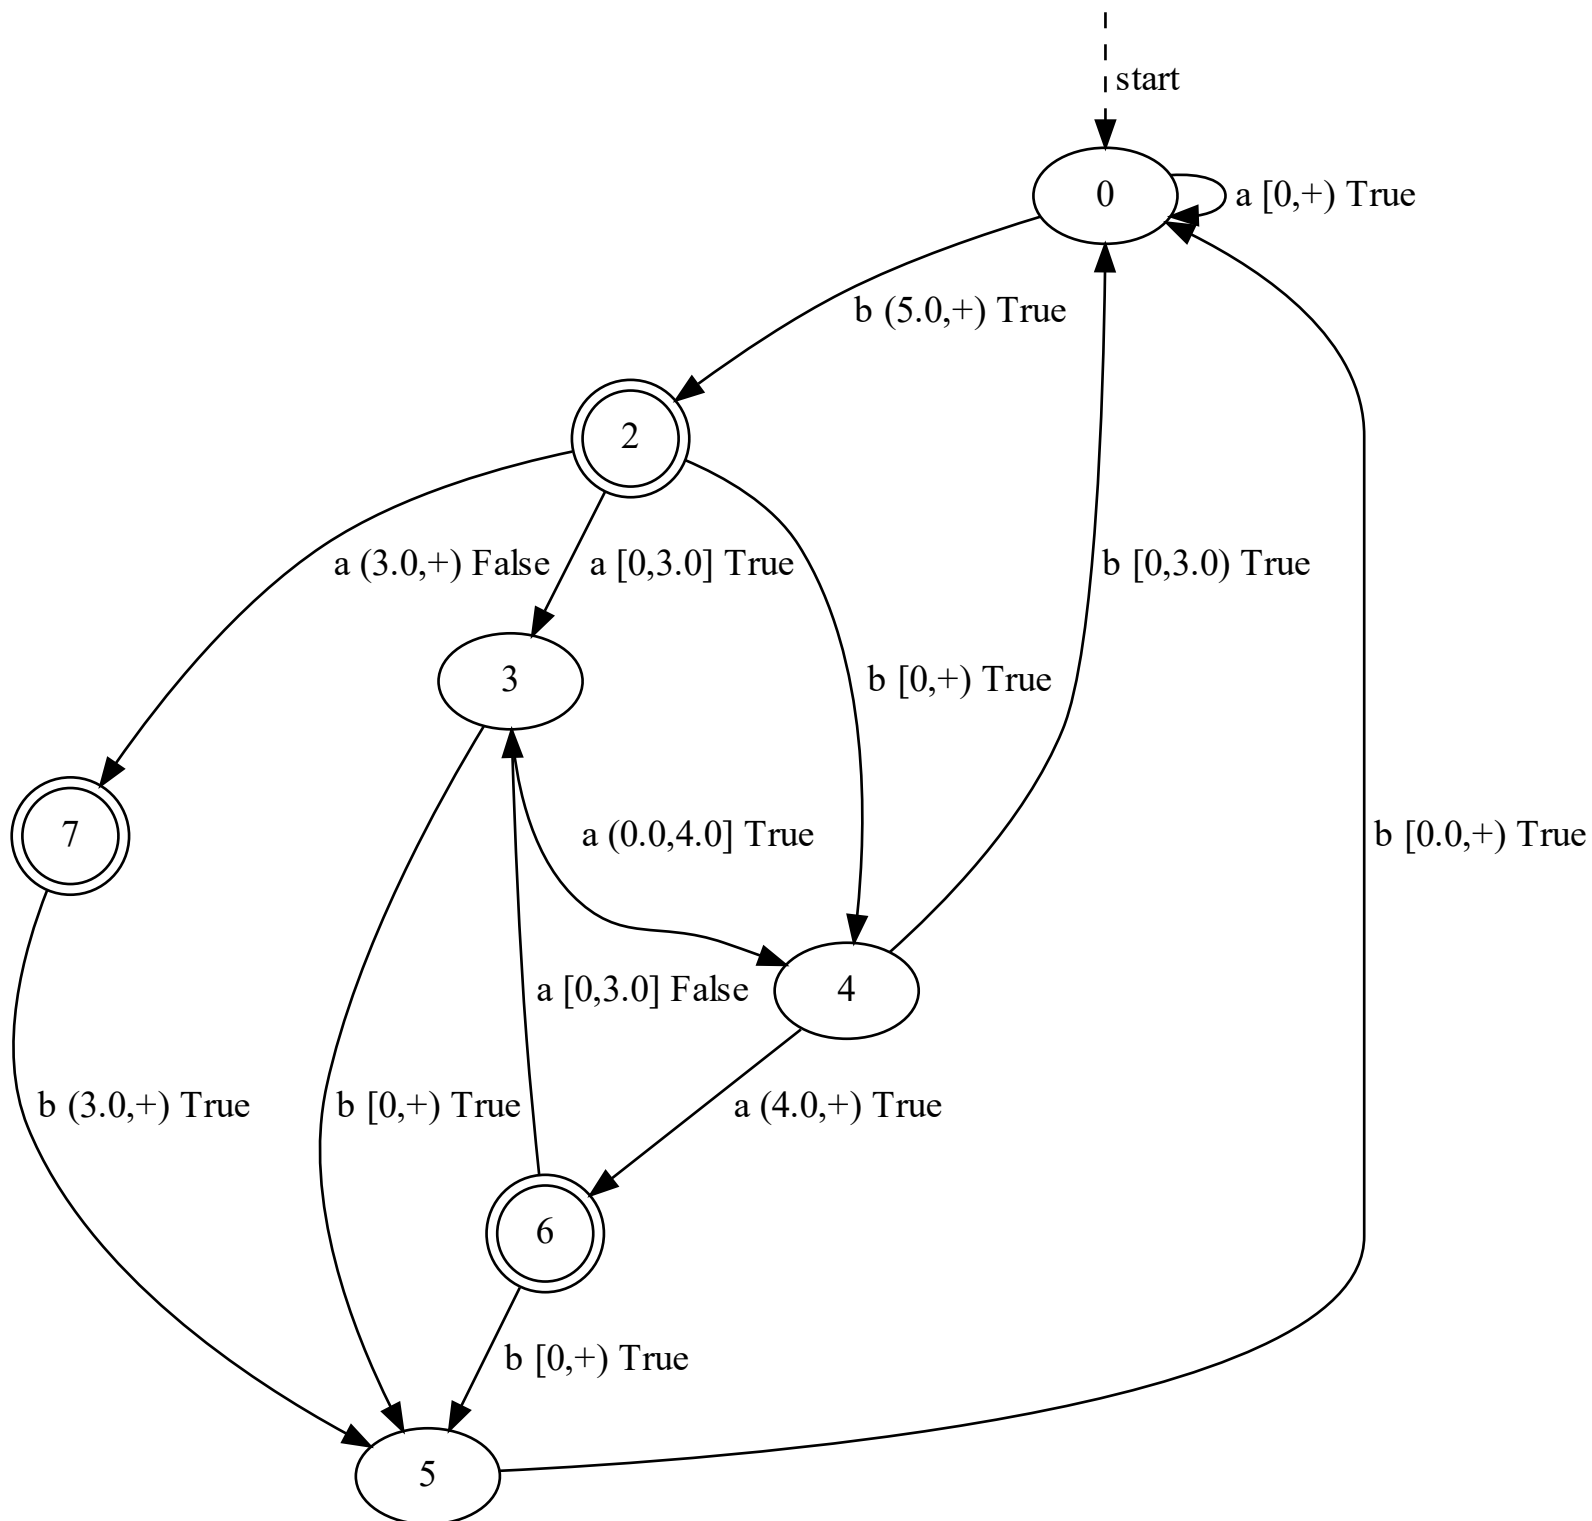 start
0
a [0,+) True
b (5.0,+) True
2
a (3.0,+) False
a [0,3.0] True
b [0,3.0) True
3
b [0,+) True
7
a (0.0,4.0] True
b [0.0,+) True
a [0,3.0] False
4
b (3.0,+) True
b [0,+) True
a (4.0,+) True
6
b [0,+) True
5